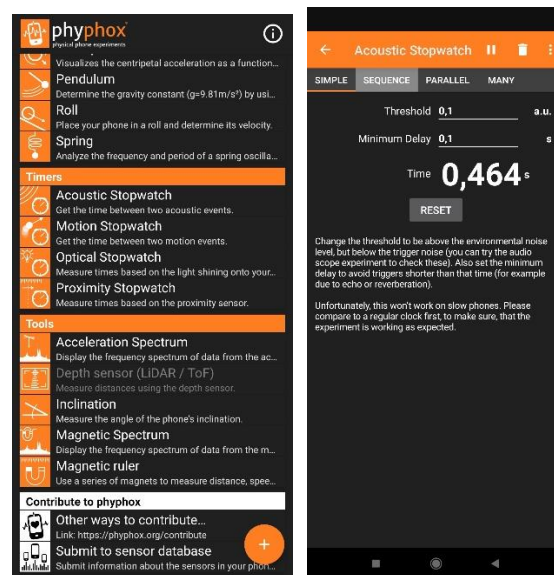 phyphox
physical phone experiments
Visualizes the centripetal acceleration as a function...
Pendulum
Determine the gravity constant (g=9.81m/s²) by usi...
Roll
Place your phone in a roll and determine its velocity.
Spring
Analyze the frequency and period of a spring oscilla...
Timers
Acoustic Stopwatch
Get the time between two acoustic events.
Motion Stopwatch
Get the time between two motion events.
Optical Stopwatch
Measure times based on the light shining onto your...
Proximity Stopwatch
Measure times based on the proximity sensor.
Tools
Acceleration Spectrum
Display the frequency spectrum of data from the ac...
Depth sensor (LiDAR / ToF)
Measure distances using the depth sensor.
Inclination
Measure the angle of the phone's inclination.
Magnetic Spectrum
Display the frequency spectrum of data from the m...
Magnetic ruler
Use a series of magnets to measure distance, spee...
Contribute to phyphox
Other ways to contribute...
Link: https://phyphox.org/contribute
Submit to sensor database
Submit information about the sensors in your phon...
Acoustic Stopwatch
SIMPLE SEQUENCE PARALLEL MANY
Threshold 0,1 a.u.
Minimum Delay 0,1 s
Time 0,464 s
RESET
Change the threshold to be above the environmental noise
level, but below the trigger noise (you can try the audio
scope experiment to check these). Also set the minimum
delay to avoid triggers shorter than that time (for example
due to echo or reverberation).
Unfortunately, this won't work on slow phones. Please
compare to a regular clock first, to make sure, that the
experiment is working as expected.